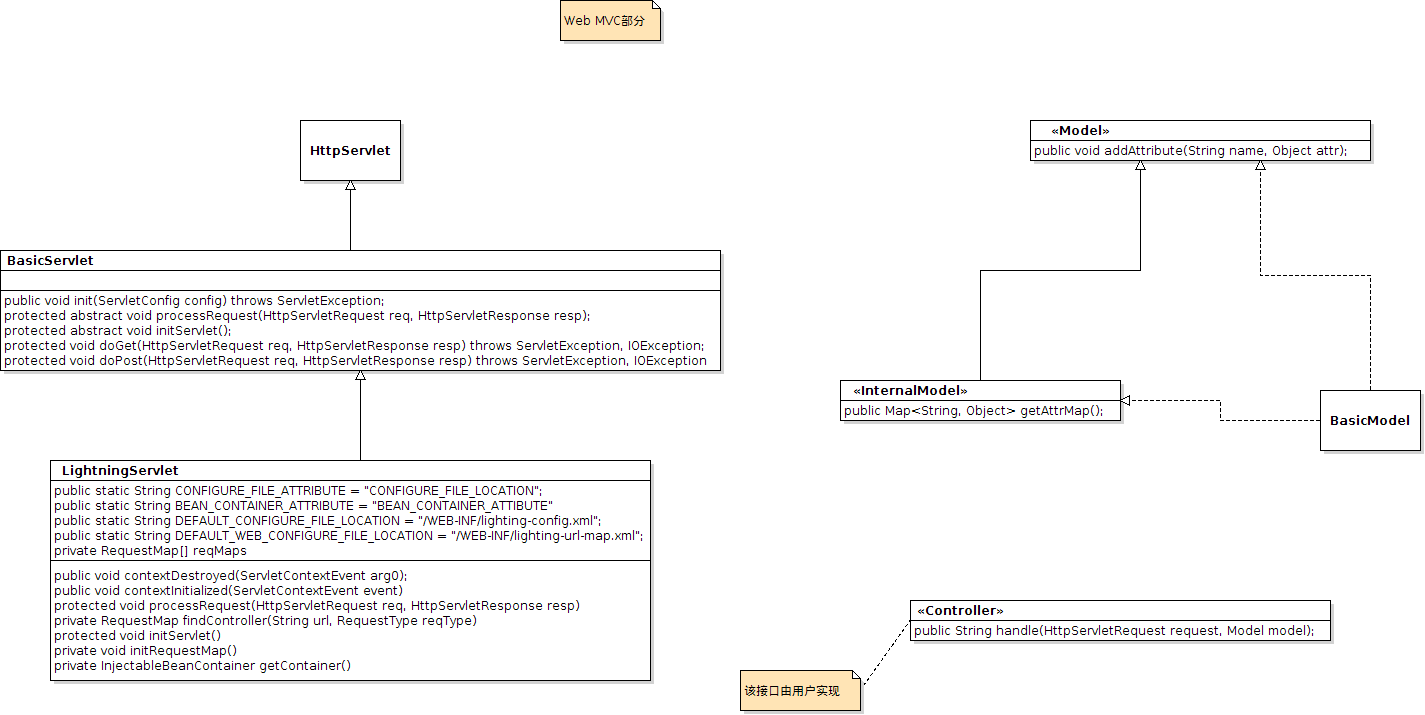 Web MVC部分
HttpServlet
BasicServlet
public void init(ServletConfig config) throws ServletException;
protected abstract void processRequest(HttpServletRequest req, HttpServletResponse resp);
protected abstract void initServlet();
protected void doGet(HttpServletRequest req, HttpServletResponse resp) throws ServletException, IOException;
protected void doPost(HttpServletRequest req, HttpServletResponse resp) throws ServletException, IOException
LightningServlet
public static String CONFIGURE_FILE_ATTRIBUTE = "CONFIGURE_FILE_LOCATION";
public static String BEAN_CONTAINER_ATTRIBUTE = "BEAN_CONTAINER_ATTIBUTE"
public static String DEFAULT_CONFIGURE_FILE_LOCATION = "/WEB-INF/lighting-config.xml";
public static String DEFAULT_WEB_CONFIGURE_FILE_LOCATION = "/WEB-INF/lighting-url-map.xml";
private RequestMap[] reqMaps
public void contextDestroyed(ServletContextEvent arg0);
public void contextInitialized(ServletContextEvent event)
protected void processRequest(HttpServletRequest req, HttpServletResponse resp)
private RequestMap findController(String url, RequestType reqType)
protected void initServlet()
private void initRequestMap()
private InjectableBeanContainer getContainer()
«Model»
public void addAttribute(String name, Object attr);
«InternalModel»
public Map<String, Object> getAttrMap();
BasicModel
«Controller»
public String handle(HttpServletRequest request, Model model);
该接口由用户实现